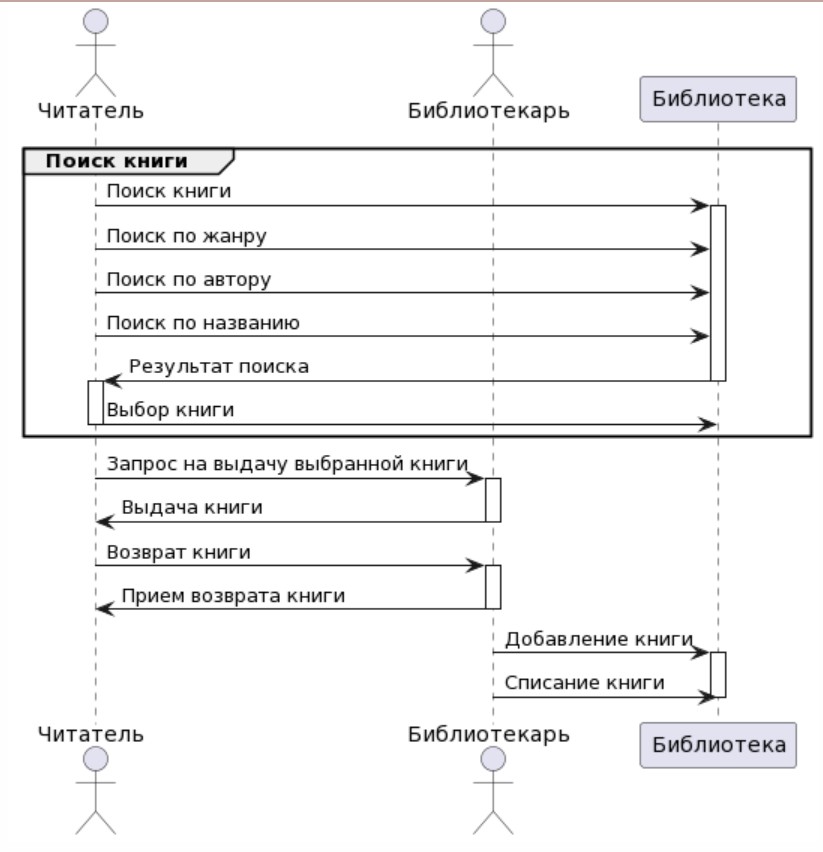 Читатель
Библиотекарь
Библиотека
Поиск книги
Поиск книги
Поиск по жанру
Поиск по автору
Поиск по названию
Результат поиска
Выбор книги
Запрос на выдачу выбранной книги
Выдача книги
Возврат книги
Прием возврата книги
Добавление книги
Списание книги
Читатель
Библиотекарь
Библиотека